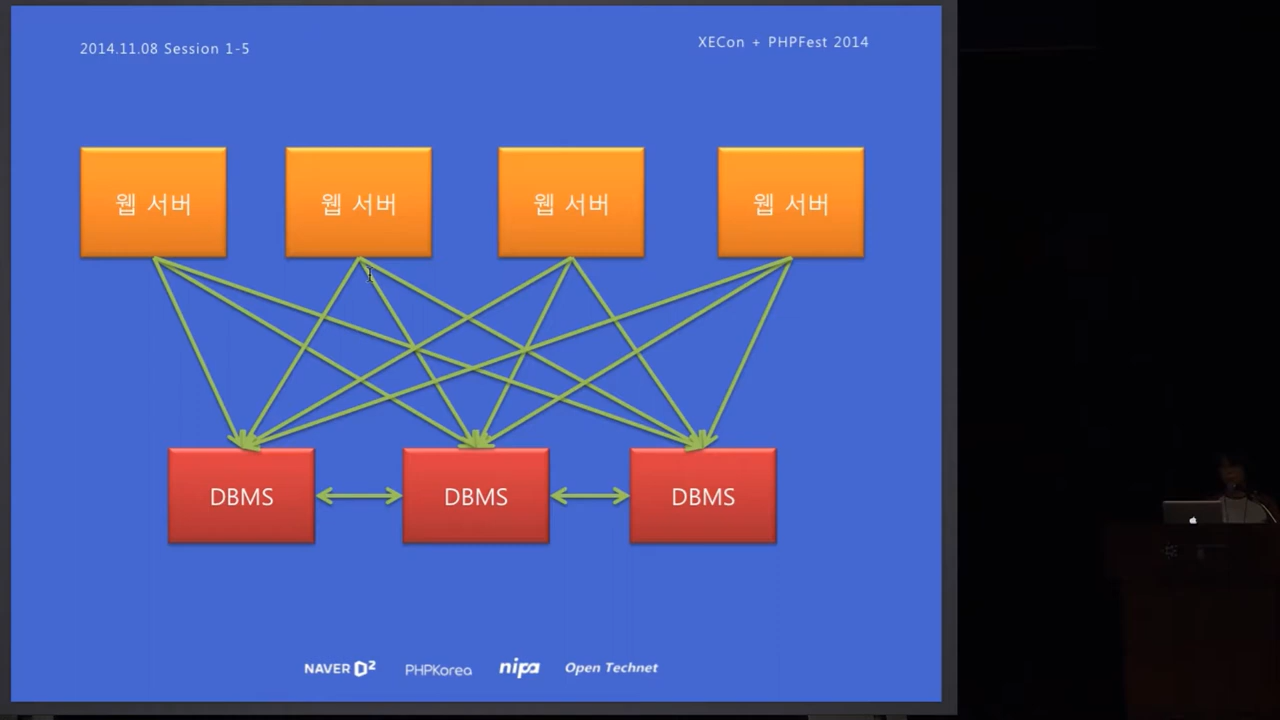 2014.11.08 Session 1-5
XECon + PHPFest 2014
웹 서버
웹 서버
웹 서버
웹 서버
DBMS
DBMS
DBMS
NAVER D2
PHPKorea
nipa
Open Technet